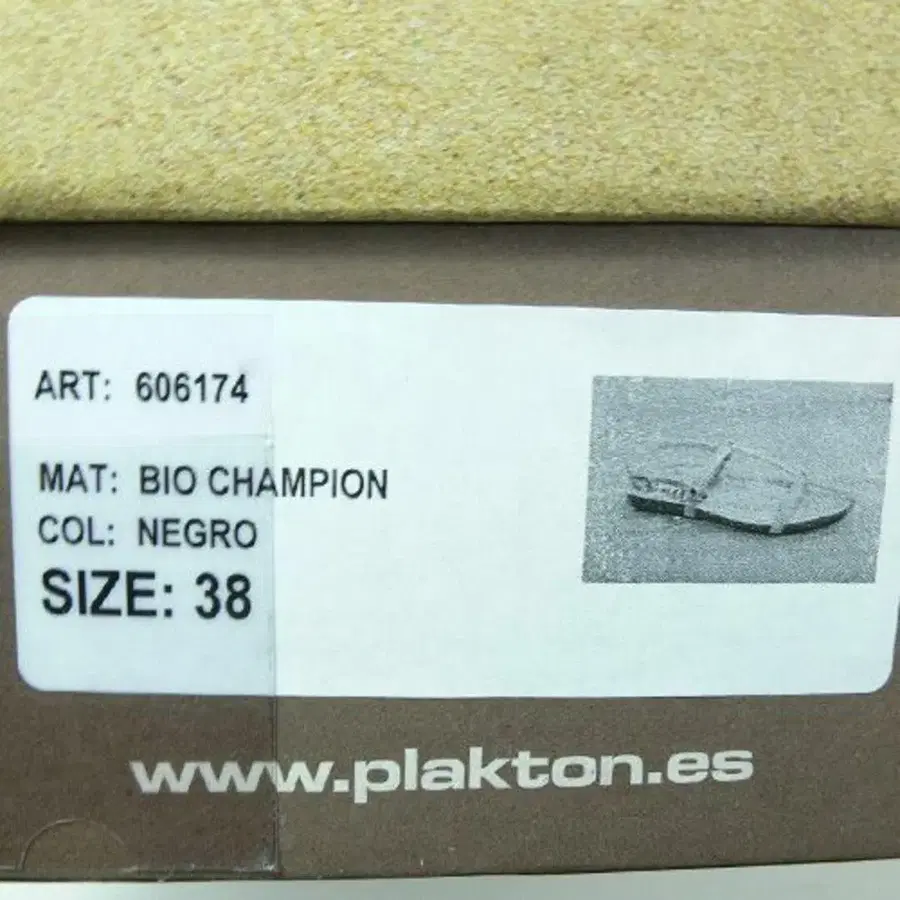 ART: 606174
MAT: BIO CHAMPION
COL: NEGRO
SIZE: 38
www.plakton.es